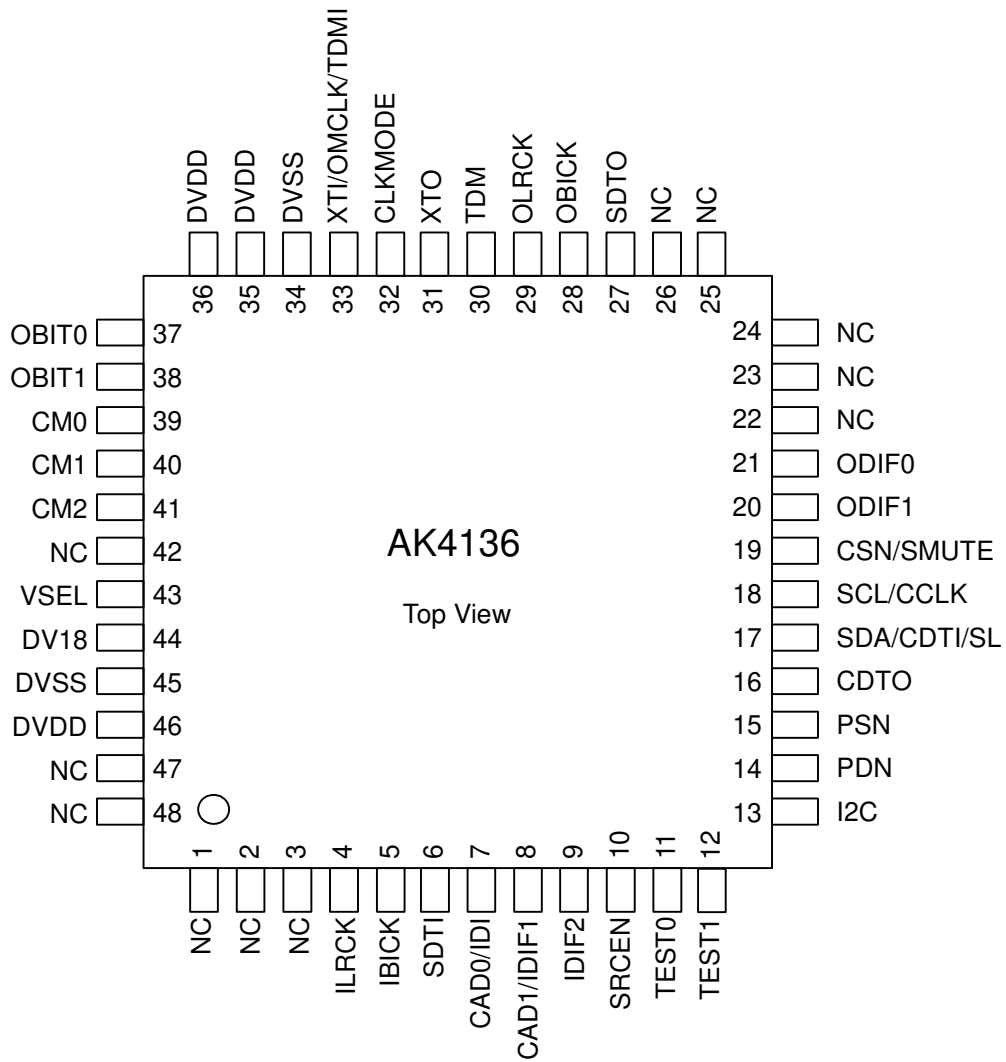 DVDD
DVDD
DVSS
XTI/OMCLK/TDMI
CLKMODE
XTO
TDM
OLRCK
OBICK
SDTO
NC
NC
36
35
34
33
32
31
30
29
28
27
26
25
OBIT0 37
OBIT1 38
CM0 39
CM1 40
CM2 41
NC 42
VSEL 43
DV18 44
DVSS 45
DVDD 46
NC 47
NC 48
AK4136
Top View
24 NC
23 NC
22 NC
21 ODIF0
20 ODIF1
19 CSN/SMUTE
18 SCL/CCLK
17 SDA/CDTI/SL
16 CDTO
15 PSN
14 PDN
13 I2C
1
2
3
4
5
6
7
8
9
10
11
12
NC
NC
NC
ILRCK
IBICK
SDTI
CAD0/IDI
CAD1/IDIF1
IDIF2
SRCEN
TEST0
TEST1